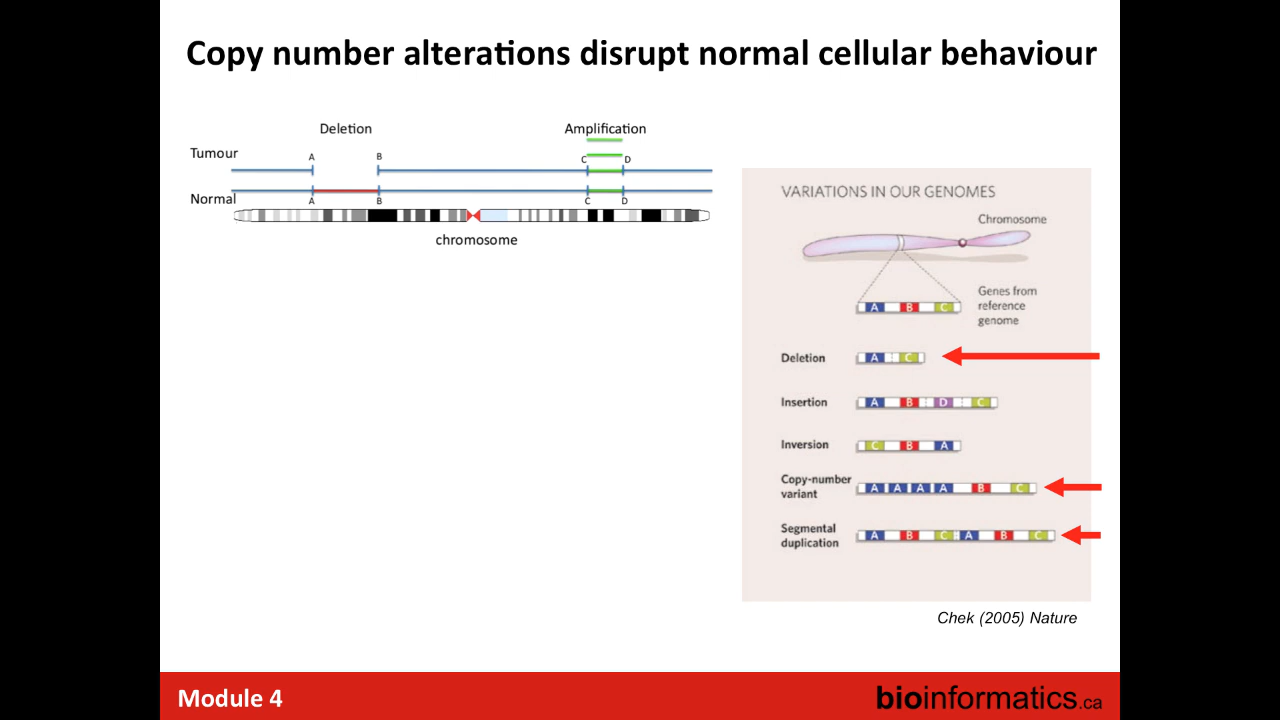 Copy number alterations disrupt normal cellular behaviour
Deletion
Amplification
Tumour
A
B
C
D
Normal
A
B
C
D
chromosome
VARIATIONS IN OUR GENOMES
Chromosome
A B C
Genes from
reference
genome
Deletion
A C
Insertion
A B D C
Inversion
C B A
Copy-number
variant
A A A A B C
Segmental
duplication
A B C A B C
Chek (2005) Nature
Module 4
bioinformatics.ca